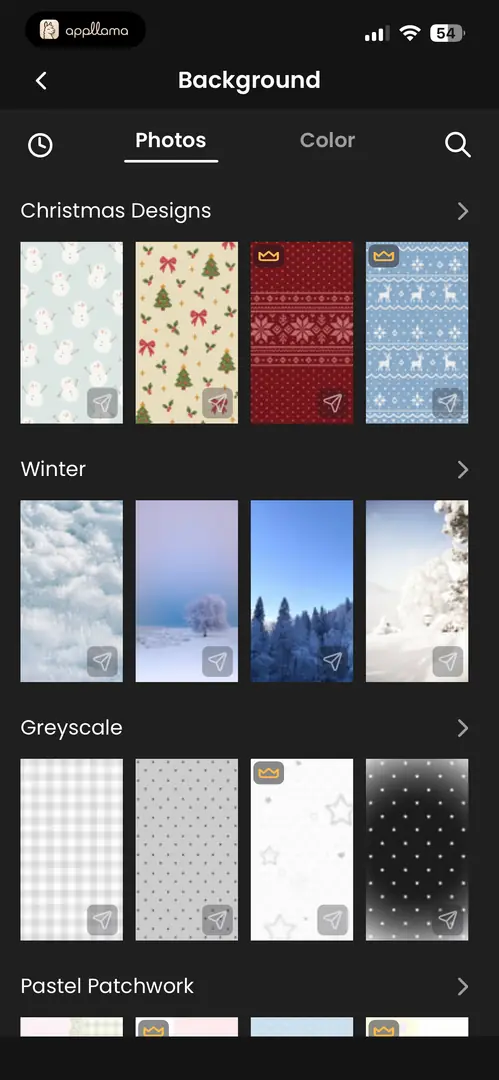 appllama
54
Background
Photos
Color
Christmas Designs
Winter
Greyscale
Pastel Patchwork